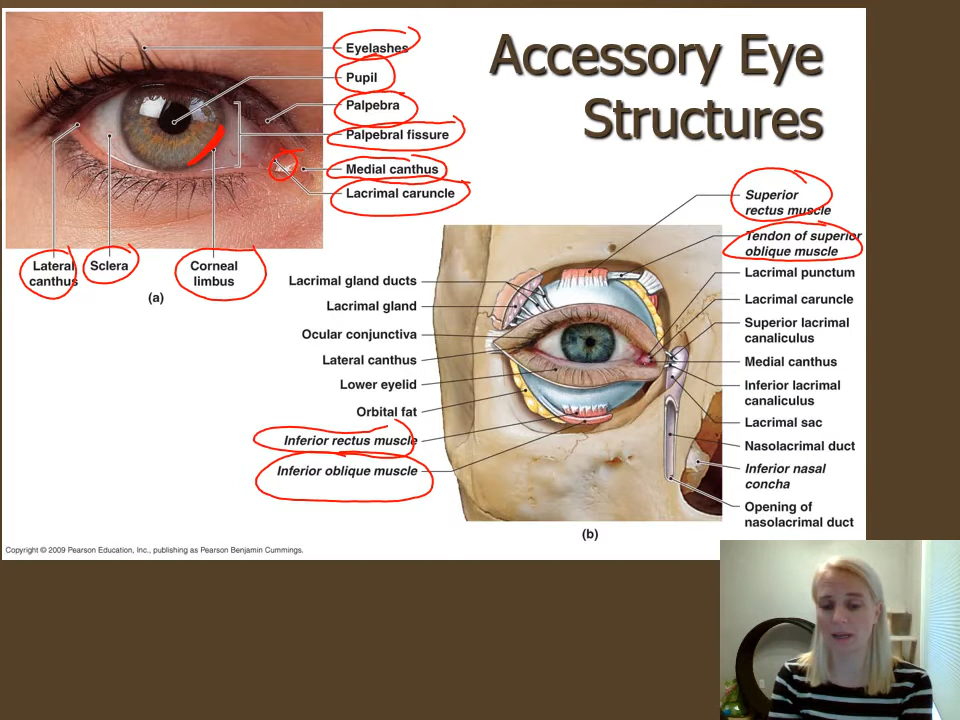 Accessory Eye
Structures
Eyelashes
Pupil
Palpebra
Palpebral fissure
Medial canthus
Lacrimal caruncle
Lateral
canthus
Sclera
Corneal
limbus
(a)
Lacrimal gland ducts
Lacrimal gland
Ocular conjunctiva
Lateral canthus
Lower eyelid
Orbital fat
Inferior rectus muscle
Inferior oblique muscle
Superior
rectus muscle
Tendon of superior
oblique muscle
Lacrimal punctum
Lacrimal caruncle
Superior lacrimal
canaliculus
Medial canthus
Inferior lacrimal
canaliculus
Lacrimal sac
Nasolacrimal duct
Inferior nasal
concha
Opening of
nasolacrimal duct
(b)
Copyright © 2009 Pearson Education, Inc., publishing as Pearson Benjamin Cummings.